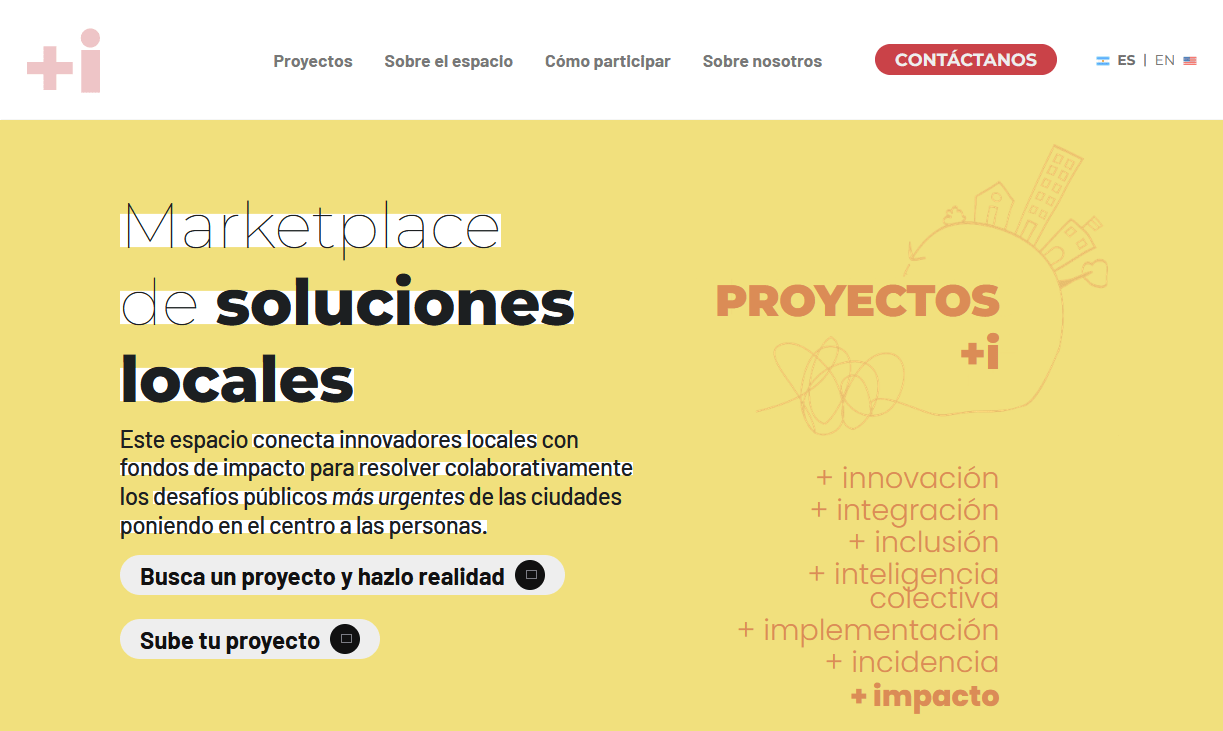 +i
Proyectos
Sobre el espacio
Cómo participar
Sobre nosotros
CONTÁCTANOS
ES | EN
Marketplace
de soluciones
locales
Este espacio conecta innovadores locales con
fondos de impacto para resolver colaborativamente
los desafíos públicos más urgentes de las ciudades
poniendo en el centro a las personas.
Busca un proyecto y hazlo realidad
Sube tu proyecto
PROYECTOS
+i
+ innovación
+ integración
+ inclusión
+ inteligencia
colectiva
+ implementación
+ incidencia
+ impacto